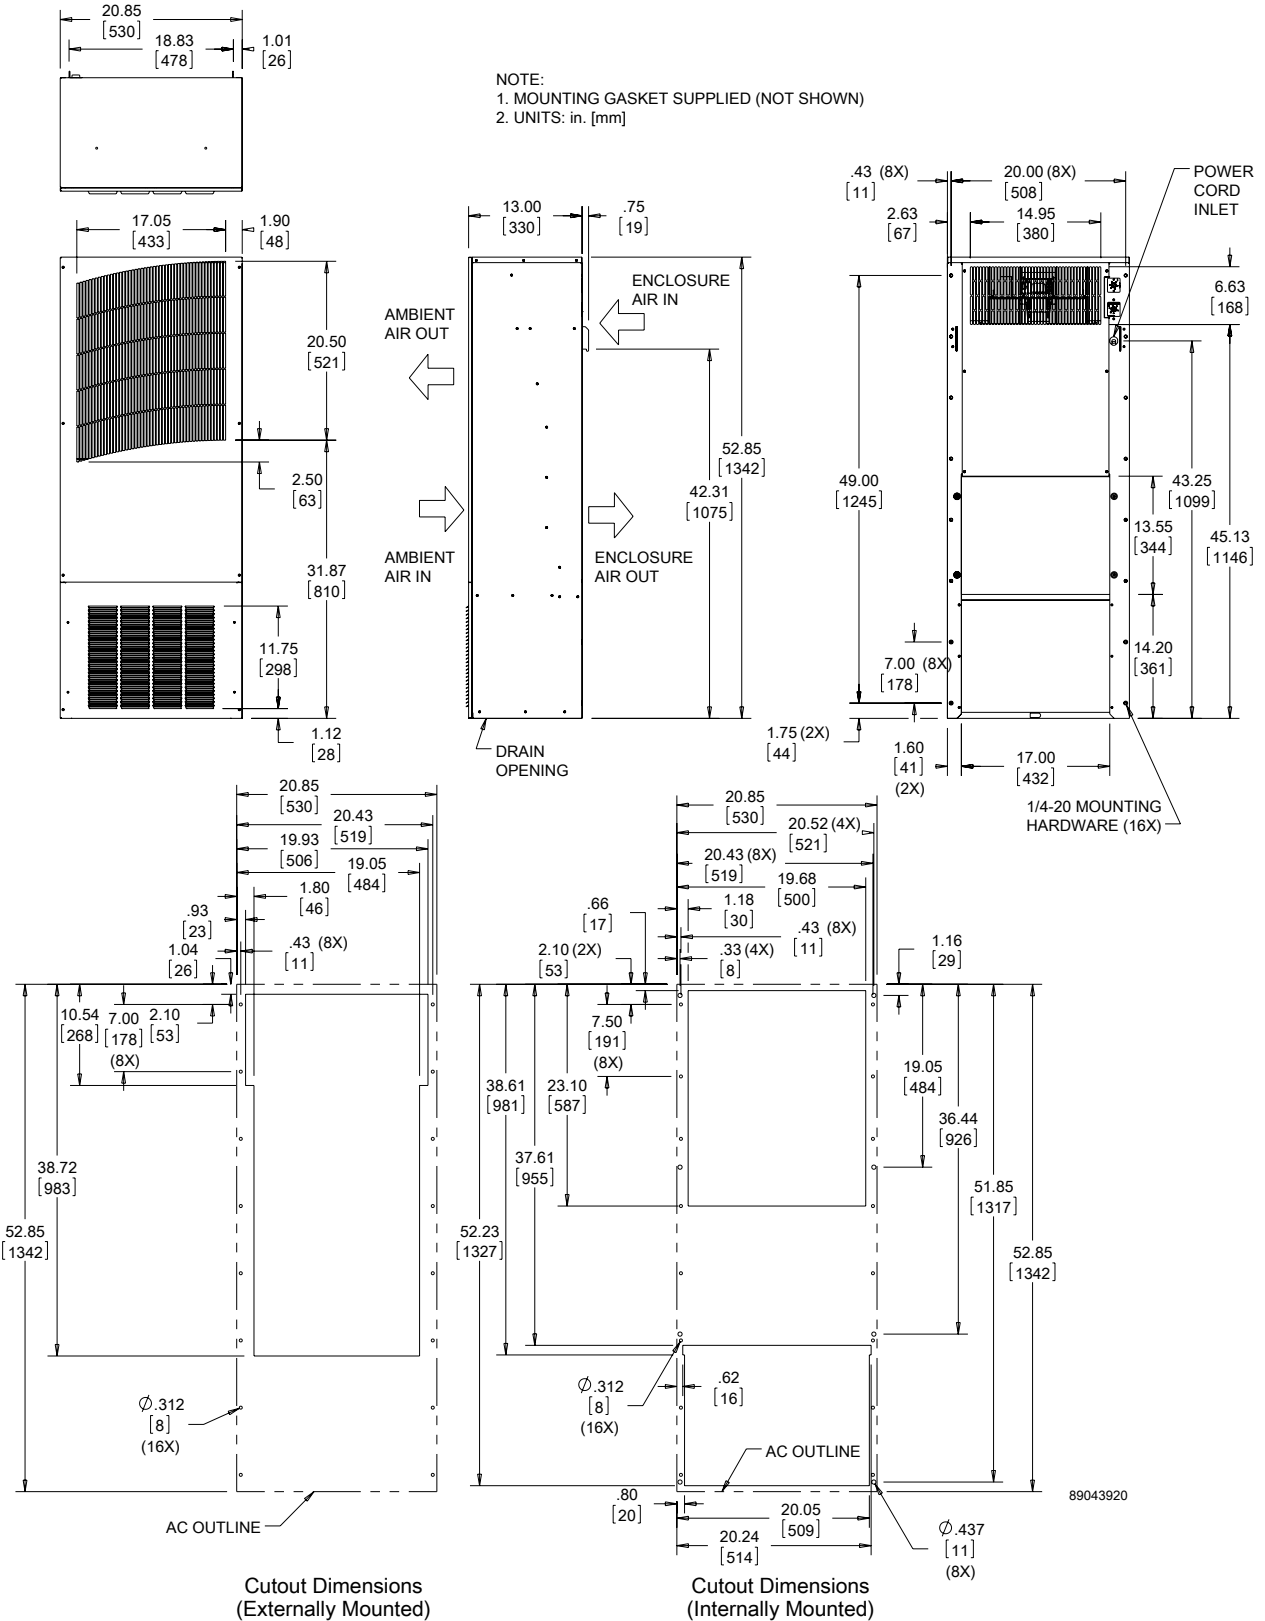 20.85
[530]
18.83
[478]
1.01
[26]
NOTE:
1. MOUNTING GASKET SUPPLIED (NOT SHOWN)
2. UNITS: in. [mm]
17.05
[433]
1.90
[48]
20.50
[521]
2.50
[63]
31.87
[810]
11.75
[298]
1.12
[28]
13.00
[330]
.75
[19]
ENCLOSURE
AIR IN
AMBIENT
AIR OUT
52.85
[1342]
42.31
[1075]
AMBIENT
AIR IN
ENCLOSURE
AIR OUT
DRAIN
OPENING
.43 (8X)
[11]
20.00 (8X)
[508]
POWER
CORD
INLET
2.63
[67]
14.95
[380]
6.63
[168]
49.00
[1245]
43.25
[1099]
13.55
[344]
45.13
[1146]
7.00 (8X)
[178]
14.20
[361]
1.75 (2X)
[44]
1.60
[41]
(2X)
17.00
[432]
1/4-20 MOUNTING
HARDWARE (16X)
20.85
[530]
20.43
[519]
19.93
[506]
19.05
[484]
1.80
[46]
.93
[23]
1.04
[26]
.43 (8X)
[11]
10.54
[268]
7.00
[178]
(8X)
2.10
[53]
38.72
[983]
52.85
[1342]
Ø.312
[8]
(16X)
AC OUTLINE
Cutout Dimensions
(Externally Mounted)
20.85
[530]
20.52 (4X)
[521]
20.43 (8X)
[519]
19.68
[500]
.66
[17]
1.18
[30]
.43 (8X)
[11]
2.10 (2X)
[53]
.33 (4X)
[8]
1.16
[29]
7.50
[191]
(8X)
19.05
[484]
38.61
[981]
23.10
[587]
36.44
[926]
37.61
[955]
51.85
[1317]
52.23
[1327]
52.85
[1342]
Ø.312
[8]
(16X)
.62
[16]
AC OUTLINE
.80
[20]
20.05
[509]
20.24
[514]
Ø.437
[11]
(8X)
89043920
Cutout Dimensions
(Internally Mounted)